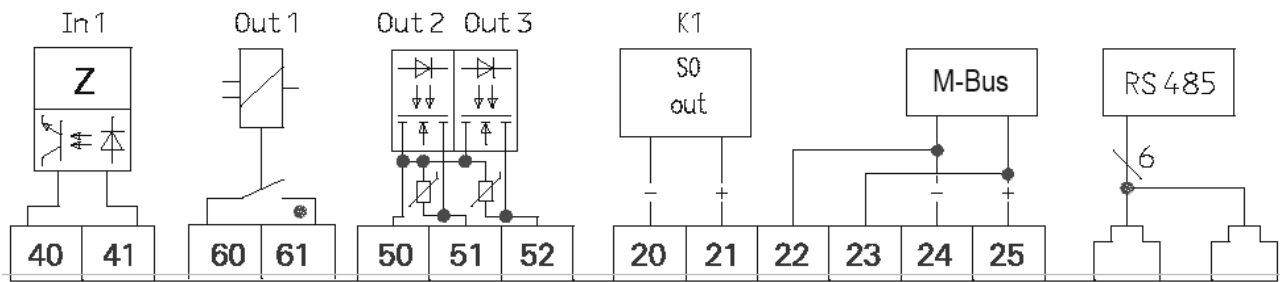 In 1 Out 1 Out 2 Out 3 K1
Z S0 M-Bus RS 485
out
6
- + - +
40 41 60 61 50 51 52 20 21 22 23 24 25